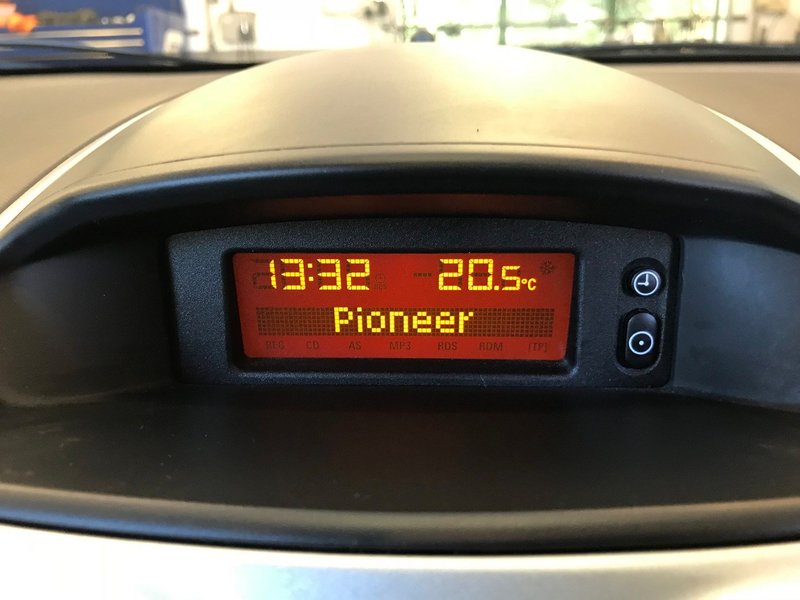 13:32 20.5°C
Pioneer
REG CD AS MP3 RDS RDM [TP]